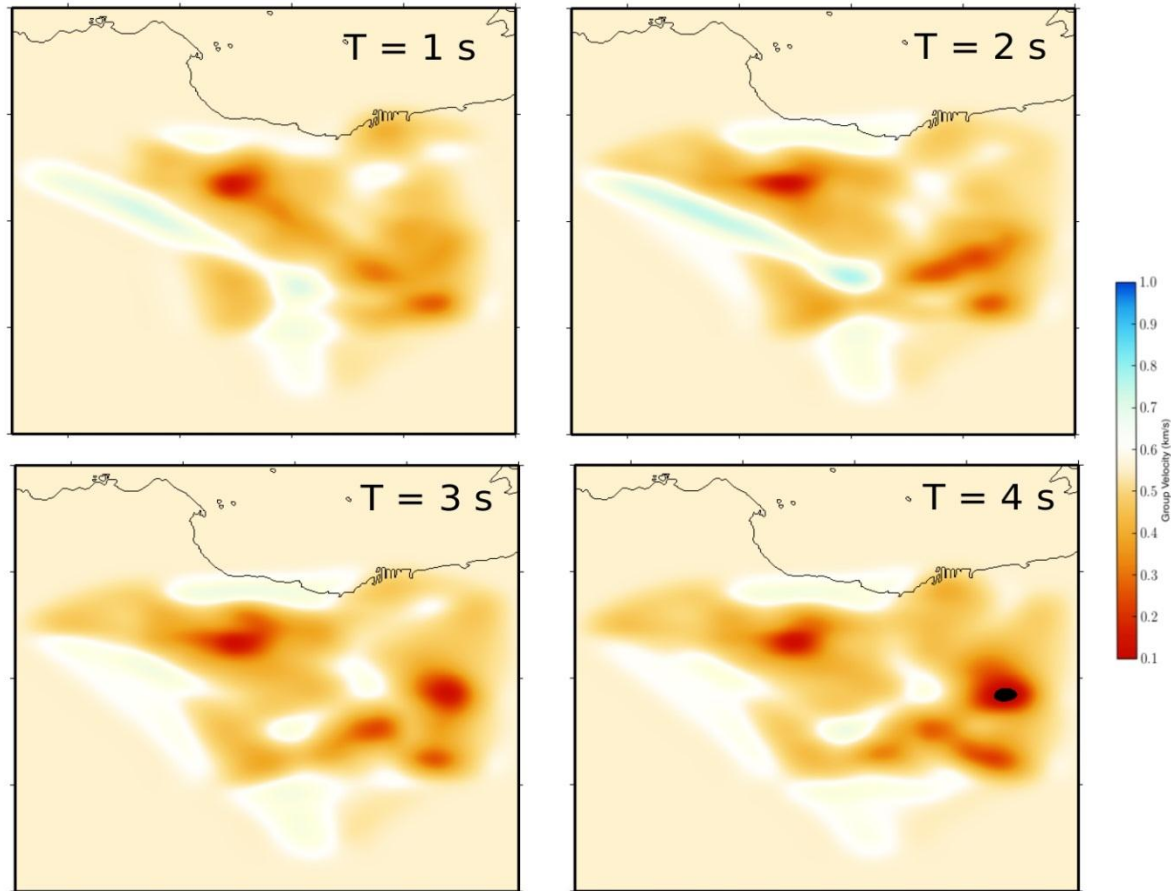 T = 1 s
T = 2 s
T = 3 s
T = 4 s
1.0
0.9
0.8
0.7
0.6
0.5
0.4
0.3
0.2
0.1
Group Velocity (km/s)